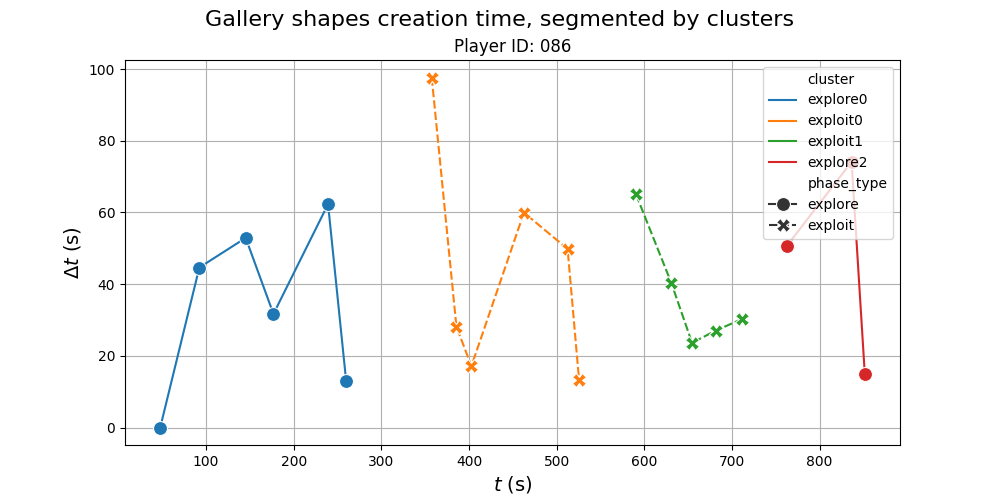 Gallery shapes creation time, segmented by clusters
Player ID: 086
100
80
60
40
20
0
Δt (s)
cluster
explore0
exploit0
exploit1
explore2
phase_type
explore
exploit
100 200 300 400 500 600 700 800
t (s)